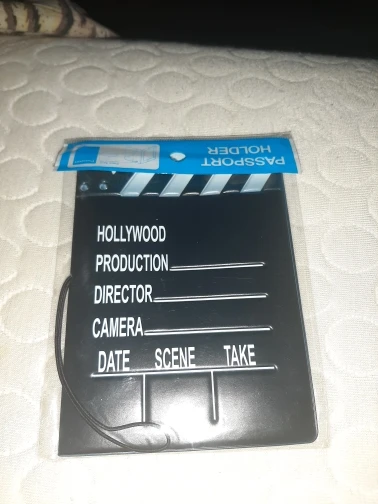 PASSPORT
HOLDER
HOLLYWOOD
PRODUCTION
DIRECTOR
CAMERA
DATE SCENE TAKE